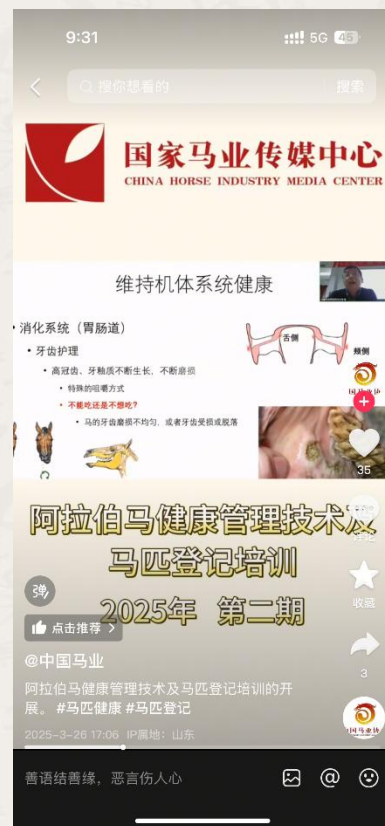 9:31
5G 45
搜你想看的
搜索
国家马业传媒中心
CHINA HORSE INDUSTRY MEDIA CENTER
维持机体系统健康
• 消化系统（胃肠道）
• 牙齿护理
• 高冠齿、牙釉质不断生长，不断磨损
• 特殊的咀嚼方式
• 不能吃还是不想吃？
• 马的牙齿磨损不均匀，或者牙齿受损或脱落
舌侧
颊侧
35
阿拉伯马健康管理技术及
马匹登记培训
2025年 第二期
弹
评论
收藏
点击推荐 >
3
@中国马业
阿拉伯马健康管理技术及马匹登记培训的开
展。 #马匹健康 #马匹登记
2025-3-26 17:06 IP属地：山东
善语结善缘，恶言伤人心